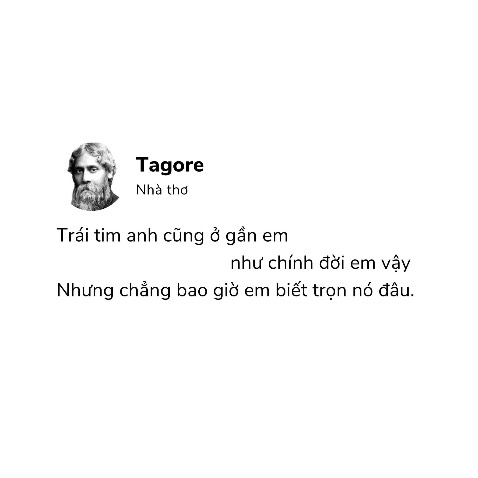 Tagore
Nhà thơ
Trái tim anh cũng ở gần em
như chính đời em vậy
Nhưng chẳng bao giờ em biết trọn nó đâu.